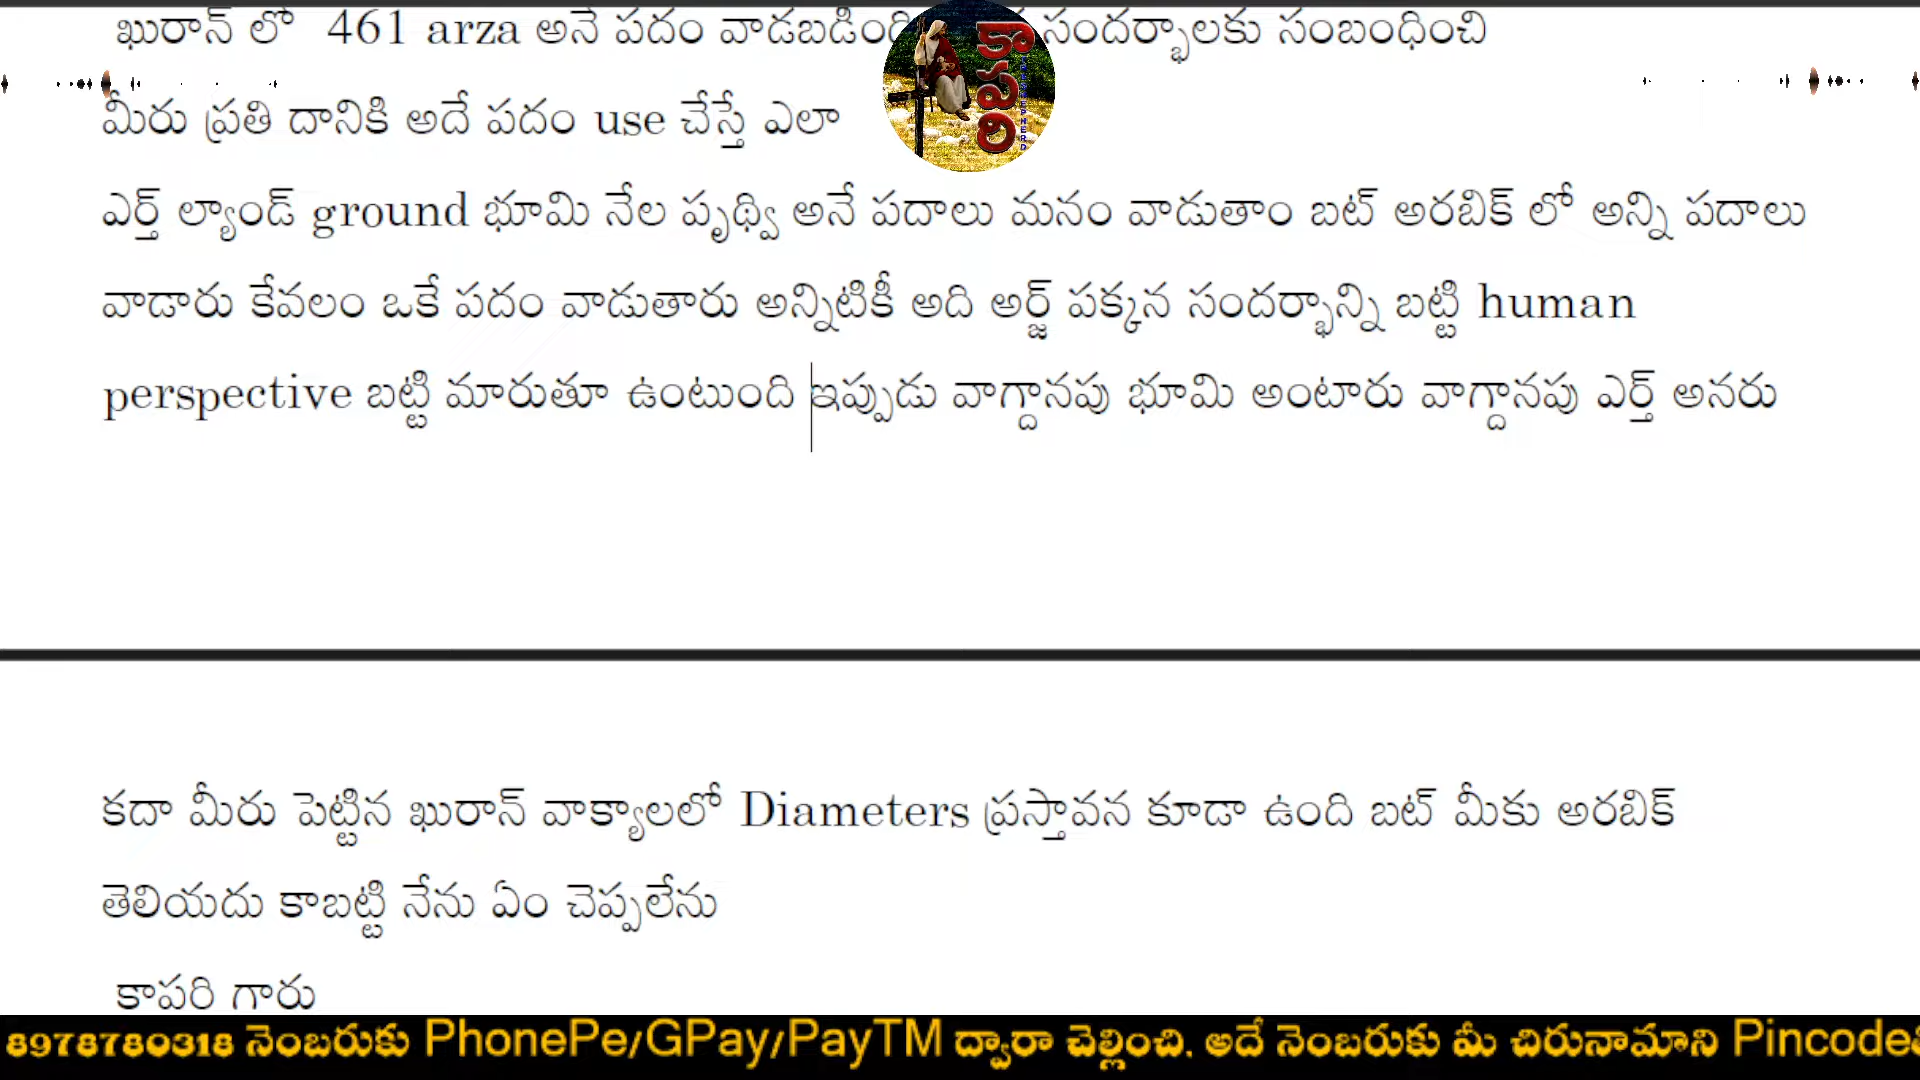 ఖురాన్ లో 461 arza అనే పదం వాడబడింది సందర్భాలకు సంబంధించి
కాపరి
మీరు ప్రతి దానికి అదే పదం use చేస్తే ఎలా
ఎర్త్ ల్యాండ్ ground భూమి నేల పృథ్వి అనే పదాలు మనం వాడుతాం బట్ అరబిక్ లో అన్ని పదాలు
వాడారు కేవలం ఒకే పదం వాడుతారు అన్నిటికీ అది అర్జ్ పక్కన సందర్భాన్ని బట్టి human
perspective బట్టి మారుతూ ఉంటుంది ఇప్పుడు వాగ్దానపు భూమి అంటారు వాగ్దానపు ఎర్త్ అనరు
కదా మీరు పెట్టిన ఖురాన్ వాక్యాలలో Diameters ప్రస్తావన కూడా ఉంది బట్ మీకు అరబిక్
తెలియదు కాబట్టి నేను ఏం చెప్పలేను
కాపరి గారు
8978780318 నెంబరుకు PhonePe/GPay/PayTM ద్వారా చెల్లించి. అదే నెంబరుకు మీ చిరునామాని Pincode